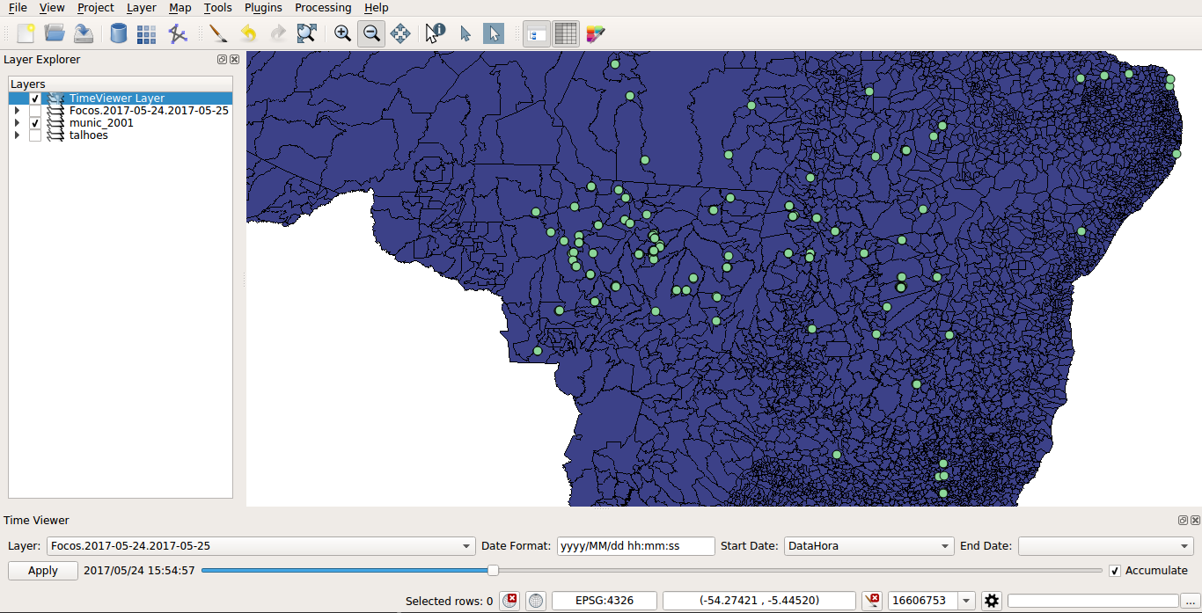 File View Project Layer Map Tools Plugins Processing Help
Layer Explorer
Layers
TimeViewer Layer
Focos.2017-05-24.2017-05-25
munic_2001
talhoes
Time Viewer
Layer: Focos.2017-05-24.2017-05-25 Date Format: yyyy/MM/dd hh:mm:ss Start Date: DataHora End Date:
Apply 2017/05/24 15:54:57 Accumulate
Selected rows: 0 EPSG:4326 (-54.27421 , -5.44520) 16606753 ...